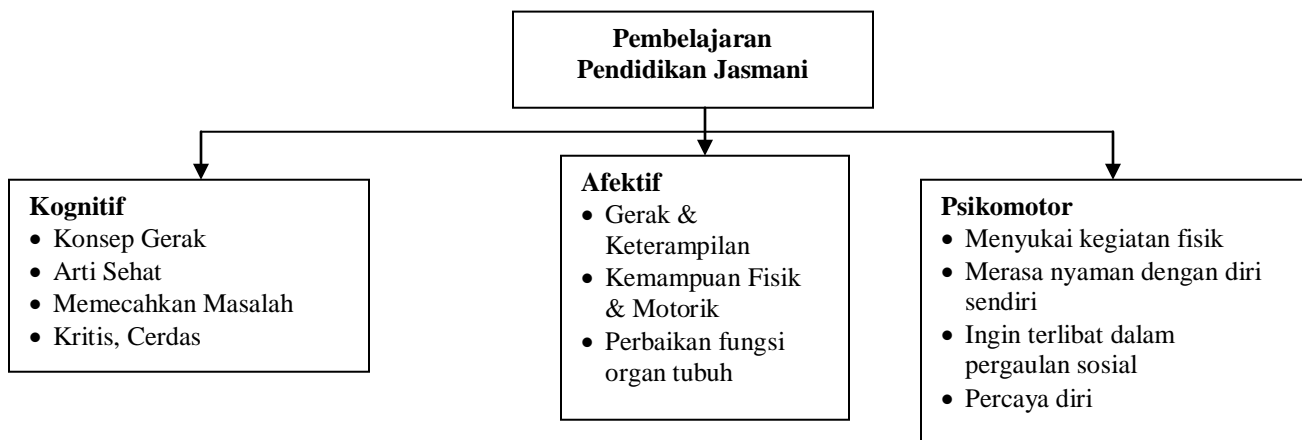 Pembelajaran
Pendidikan Jasmani
Kognitif
• Konsep Gerak
• Arti Sehat
• Memecahkan Masalah
• Kritis, Cerdas
Afektif
• Gerak &
Keterampilan
• Kemampuan Fisik
& Motorik
• Perbaikan fungsi
organ tubuh
Psikomotor
• Menyukai kegiatan fisik
• Merasa nyaman dengan diri
sendiri
• Ingin terlibat dalam
pergaulan sosial
• Percaya diri